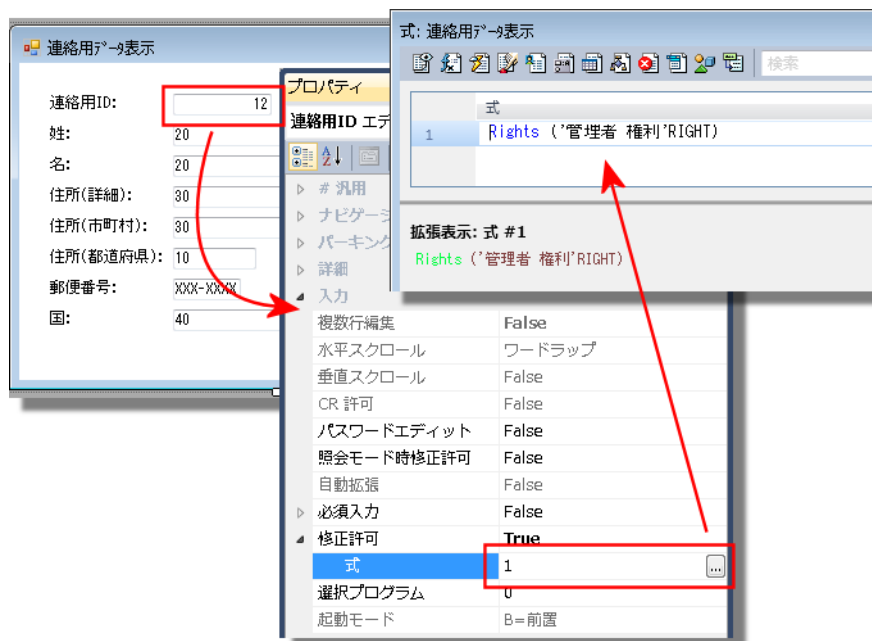 連絡用ﾃﾞｰﾀ表示
連絡用ID:
12
姓:
20
名:
20
住所(詳細):
30
住所(市町村):
30
住所(都道府県):
10
郵便番号:
XXX-XXXX
国:
40
プロパティ
連絡用ID エデ
# 汎用
ナビゲーシ
パーキング
詳細
入力
複数行編集 False
水平スクロール ワードラップ
垂直スクロール False
CR 許可 False
パスワードエディット False
照会モード時修正許可 False
自動拡張 False
必須入力 False
修正許可 True
式 1 ...
選択プログラム 0
起動モード B=前置
式: 連絡用ﾃﾞｰﾀ表示
検索
式
1 Rights ('管理者 権利'RIGHT)
拡張表示: 式 #1
Rights ('管理者 権利'RIGHT)